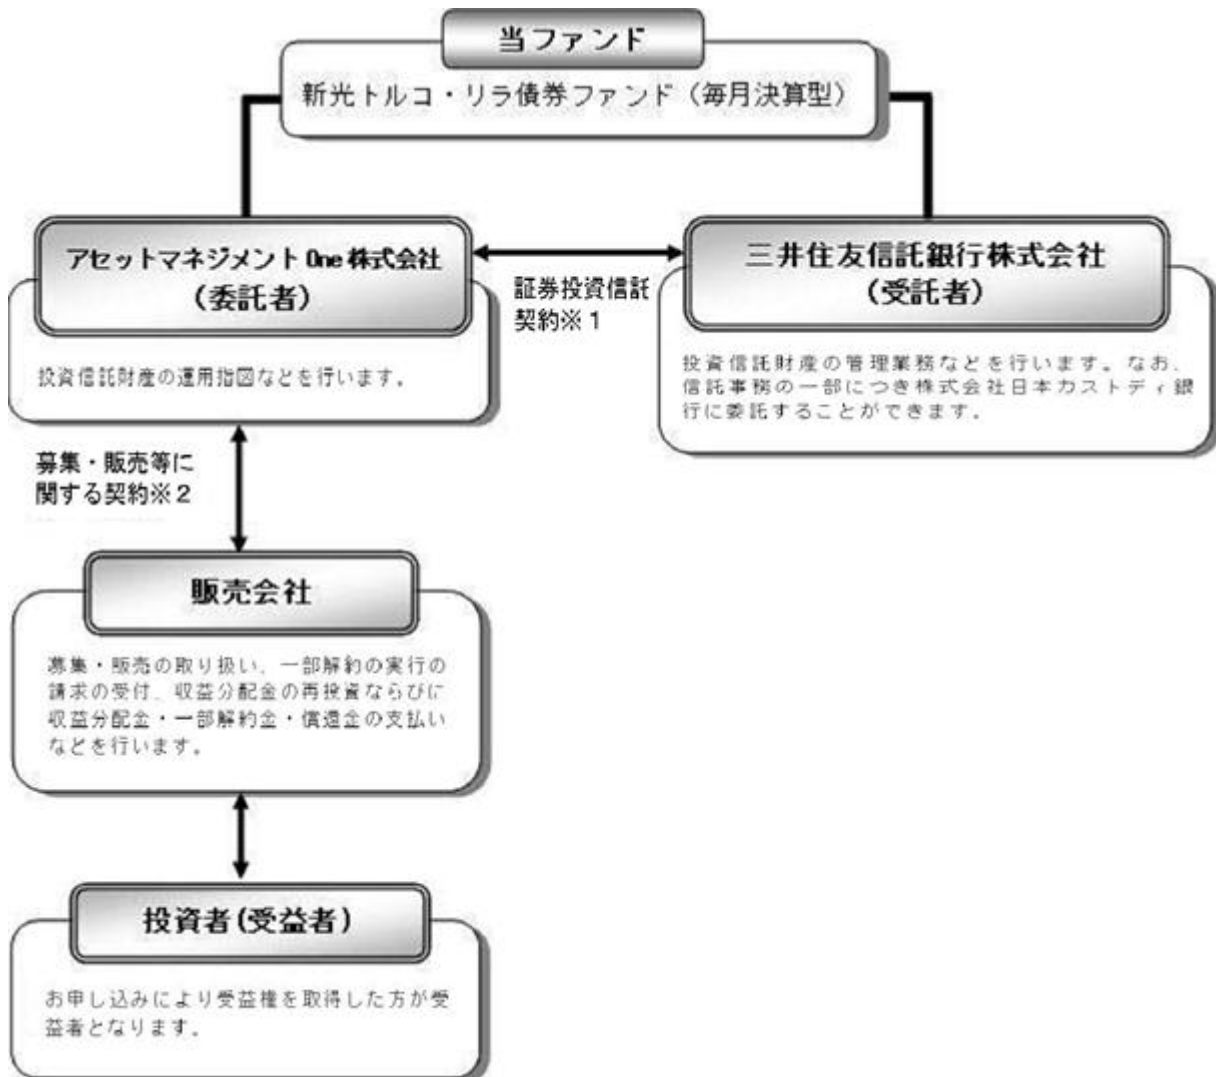 当ファンド
新光トルコ・リラ債券ファンド（毎月決算型）
アセットマネジメントOne株式会社
（委託者）
投資信託財産の運用指図などを行います。
証券投資信託
契約※１
三井住友信託銀行株式会社
（受託者）
投資信託財産の管理業務などを行います。なお、
信託事務の一部につき株式会社日本カストディ銀
行に委託することができます。
募集・販売等に
関する契約※２
販売会社
募集・販売の取り扱い、一部解約の実行の
請求の受付、収益分配金の再投資ならびに
収益分配金・一部解約金・償還金の支払い
などを行います。
投資者（受益者）
お申し込みにより受益権を取得した方が受
益者となります。